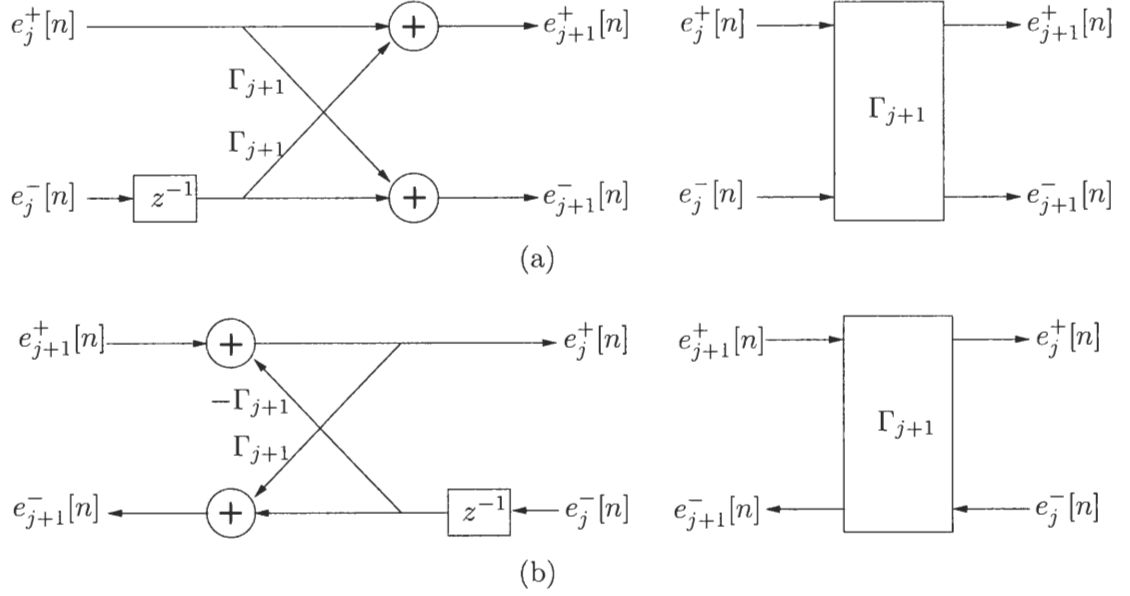 e_j^+[n] + e_{j+1}^+[n] e_j^+[n] e_{j+1}^+[n]
Γ_{j+1} Γ_{j+1}
Γ_{j+1}
e_j^-[n] z^{-1} + e_{j+1}^-[n] e_j^-[n] e_{j+1}^-[n]
(a)
e_{j+1}^+[n] + e_j^+[n] e_{j+1}^+[n] e_j^+[n]
-Γ_{j+1} Γ_{j+1}
Γ_{j+1}
e_{j+1}^-[n] + z^{-1} e_j^-[n] e_{j+1}^-[n] e_j^-[n]
(b)